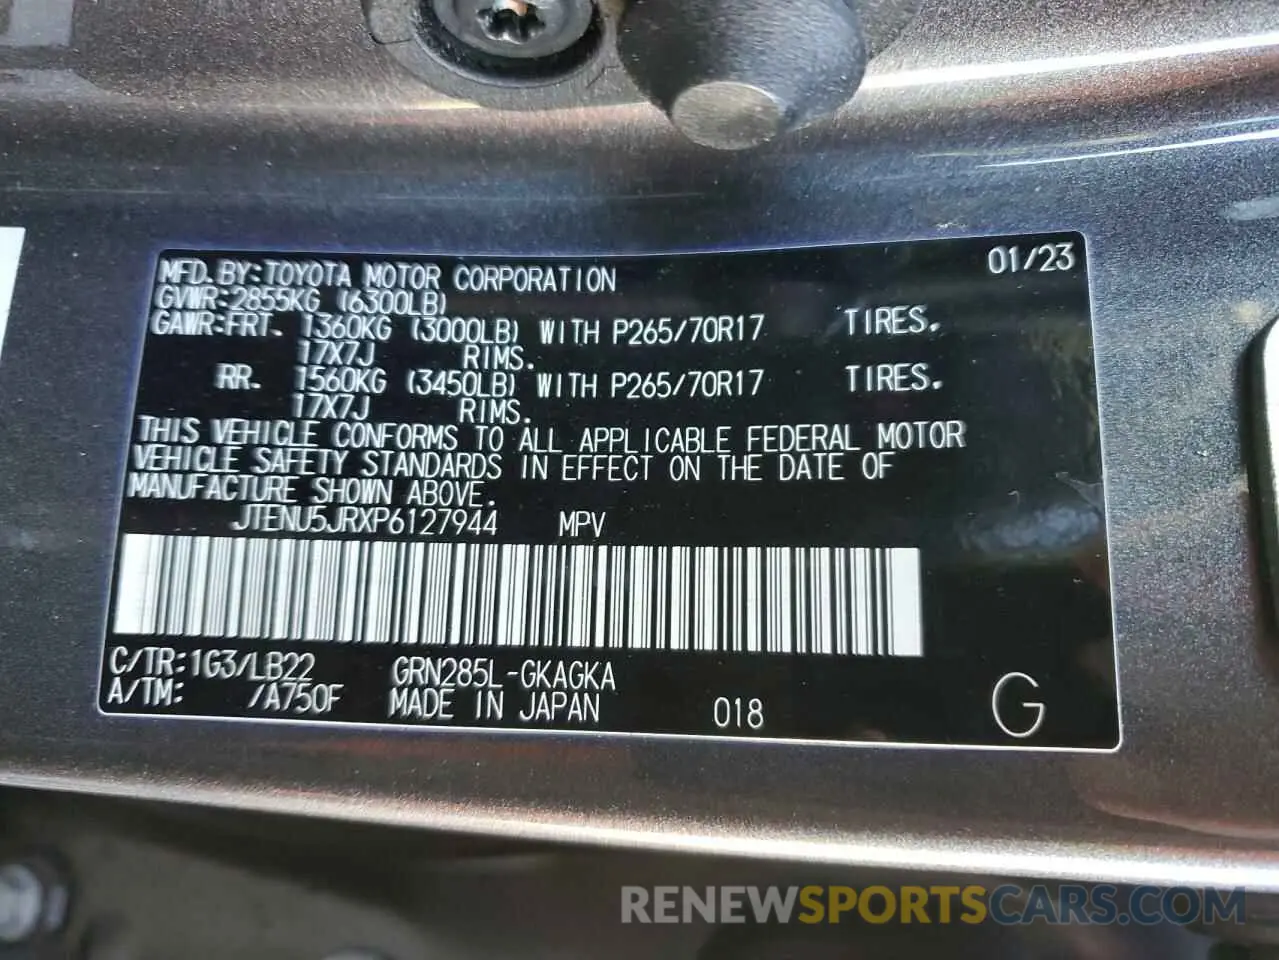 MFD.BY:TOYOTA MOTOR CORPORATION 01/23
GVWR:2855KG (6300LB)
GAWR:FRT. 1360KG (3000LB) WITH P265/70R17 TIRES.
17X7J RIMS.
RR. 1560KG (3450LB) WITH P265/70R17 TIRES.
17X7J RIMS.
THIS VEHICLE CONFORMS TO ALL APPLICABLE FEDERAL MOTOR
VEHICLE SAFETY STANDARDS IN EFFECT ON THE DATE OF
MANUFACTURE SHOWN ABOVE.
JTENU5JRXP6127944 MPV
C/TR:1G3/LB22 GRN285L-GKAGKA
A/TM: /A750F MADE IN JAPAN 018 G
RENEWSPORTSCARS.COM